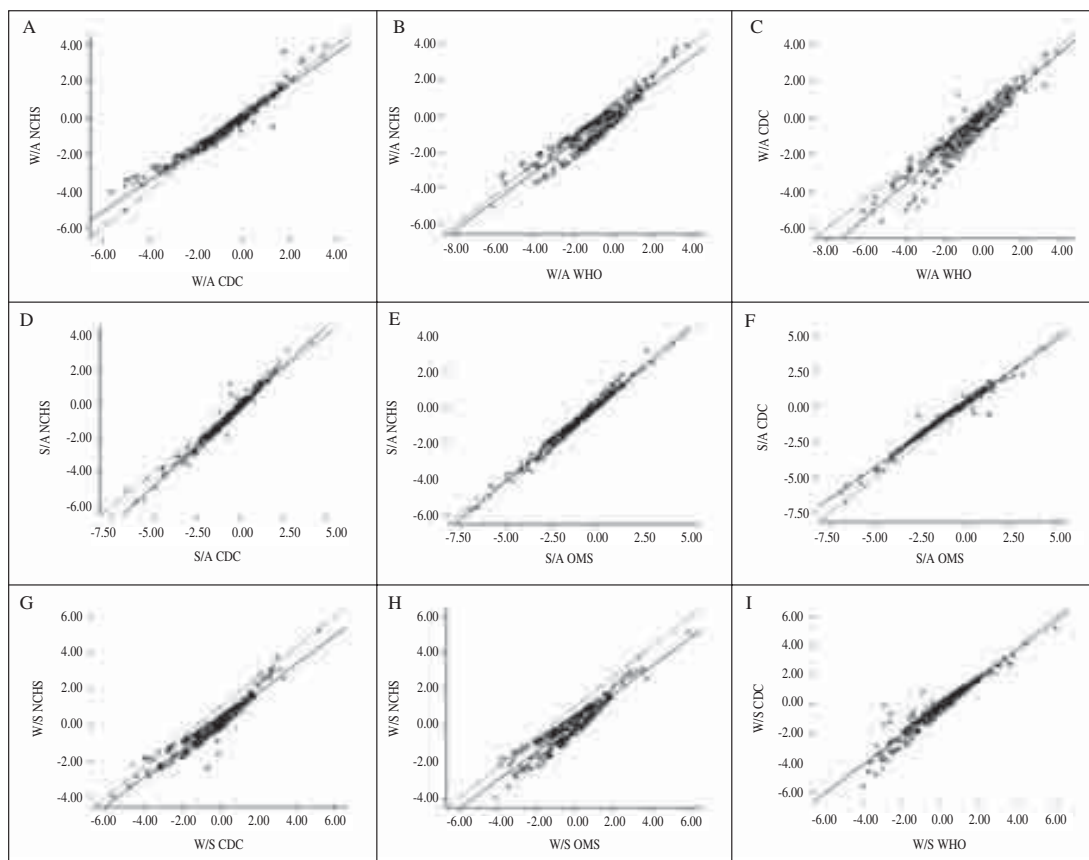 A
4.00
2.00
0.00
-2.00
-4.00
-6.00
W/A NCHS
-6.00 -4.00 -2.00 0.00 2.00 4.00
W/A CDC
B
4.00
2.00
0.00
-2.00
-4.00
-6.00
W/A NCHS
-8.00 -6.00 -4.00 -2.00 0.00 2.00 4.00
W/A WHO
C
4.00
2.00
0.00
-2.00
-4.00
-6.00
W/A CDC
-8.00 -6.00 -4.00 -2.00 0.00 2.00 4.00
W/A WHO
D
4.00
2.00
0.00
-2.00
-4.00
-6.00
S/A NCHS
-7.50 -5.00 -2.50 0.00 2.50 5.00
S/A CDC
E
4.00
2.00
0.00
-2.00
-4.00
-6.00
S/A NCHS
-7.50 -5.00 -2.50 0.00 2.50 5.00
S/A OMS
F
5.00
2.50
0.00
-2.50
-5.00
-7.50
S/A CDC
-7.50 -5.00 -2.50 0.00 2.50 5.00
S/A OMS
G
6.00
4.00
2.00
0.00
-2.00
-4.00
W/S NCHS
-6.00 -4.00 -2.00 0.00 2.00 4.00 6.00
W/S CDC
H
6.00
4.00
2.00
0.00
-2.00
-4.00
W/S NCHS
-6.00 -4.00 -2.00 0.00 2.00 4.00 6.00
W/S OMS
I
6.00
4.00
2.00
0.00
-2.00
-4.00
-6.00
W/S CDC
-6.00 -4.00 -2.00 0.00 2.00 4.00 6.00
W/S WHO